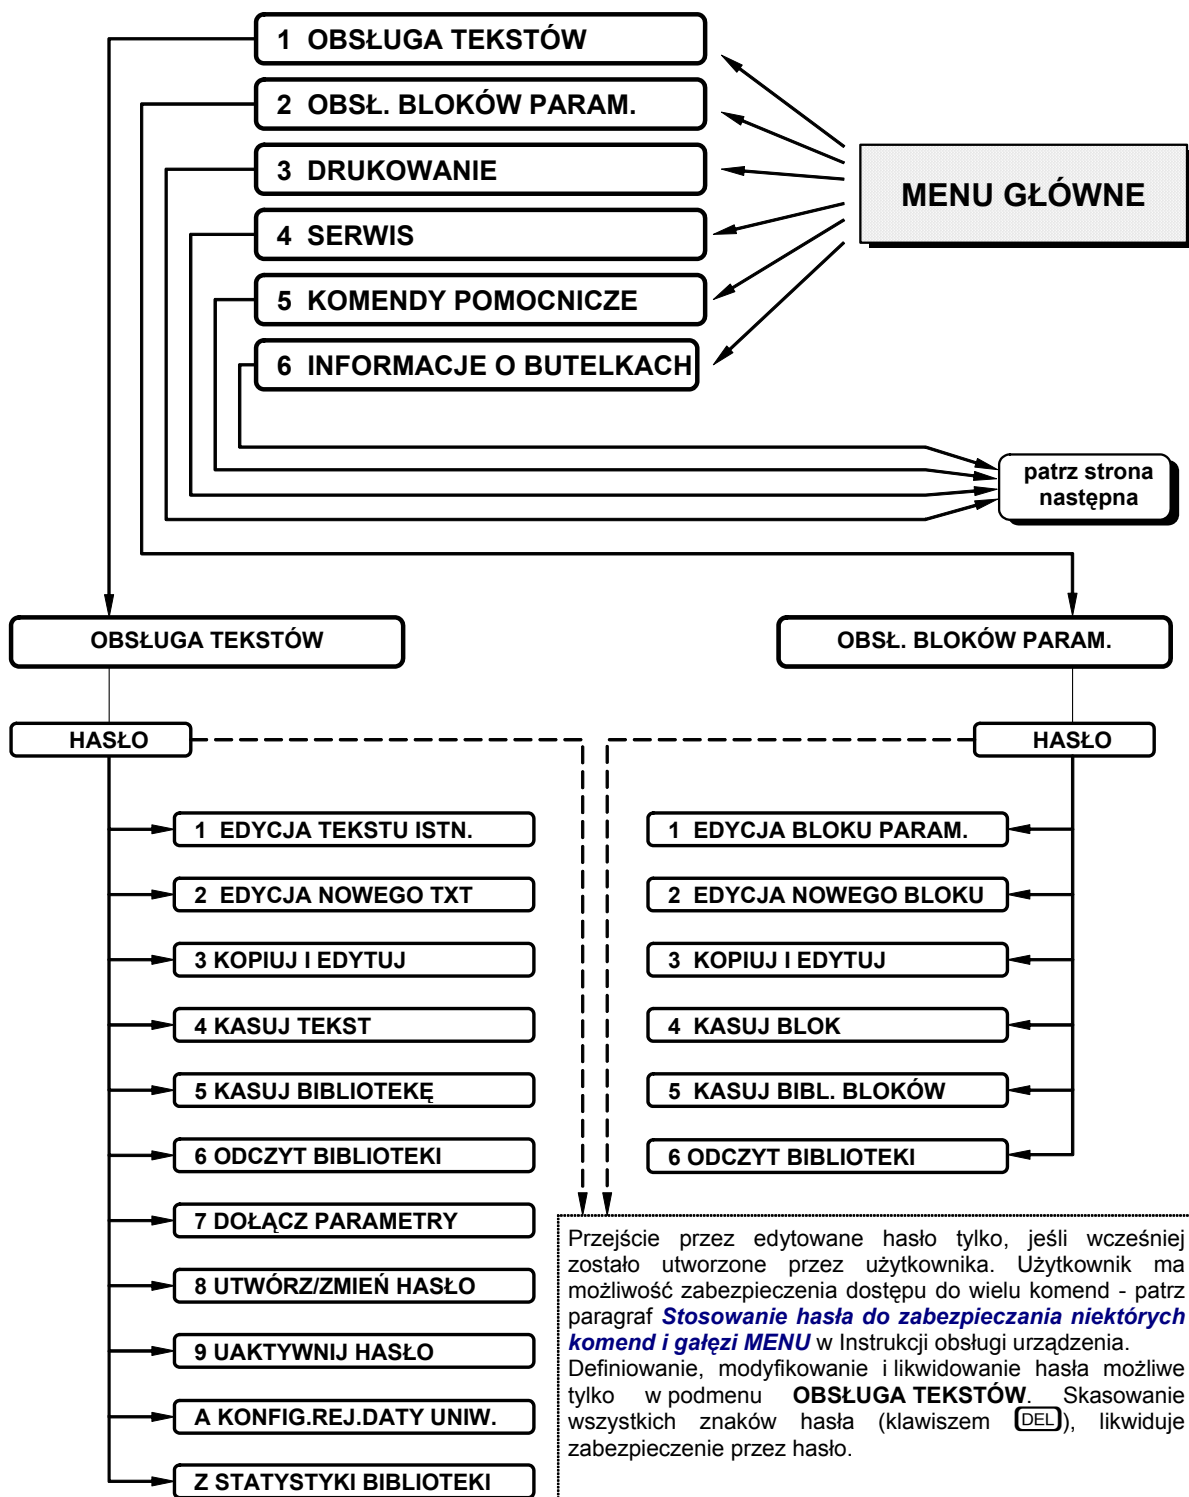 1 OBSŁUGA TEKSTÓW
2 OBSŁ. BLOKÓW PARAM.
3 DRUKOWANIE
4 SERWIS
5 KOMENDY POMOCNICZE
6 INFORMACJE O BUTELKACH
MENU GŁÓWNE
patrz strona
następna
OBSŁUGA TEKSTÓW
HASŁO
1 EDYCJA TEKSTU ISTN.
2 EDYCJA NOWEGO TXT
3 KOPIUJ I EDYTUJ
4 KASUJ TEKST
5 KASUJ BIBLIOTEKĘ
6 ODCZYT BIBLIOTEKI
7 DOŁĄCZ PARAMETRY
8 UTWÓRZ/ZMIEŃ HASŁO
9 UAKTYWNIJ HASŁO
A KONFIG.REJ.DATY UNIW.
Z STATYSTYKI BIBLIOTEKI
OBSŁ. BLOKÓW PARAM.
HASŁO
1 EDYCJA BLOKU PARAM.
2 EDYCJA NOWEGO BLOKU
3 KOPIUJ I EDYTUJ
4 KASUJ BLOK
5 KASUJ BIBL. BLOKÓW
6 ODCZYT BIBLIOTEKI
Przejście przez edytowane hasło tylko, jeśli wcześniej
zostało utworzone przez użytkownika. Użytkownik ma
możliwość zabezpieczenia dostępu do wielu komend - patrz
paragraf Stosowanie hasła do zabezpieczania niektórych
komend i gałęzi MENU w Instrukcji obsługi urządzenia.
Definiowanie, modyfikowanie i likwidowanie hasła możliwe
tylko w podmenu OBSŁUGA TEKSTÓW. Skasowanie
wszystkich znaków hasła (klawiszem DEL), likwiduje
zabezpieczenie przez hasło.